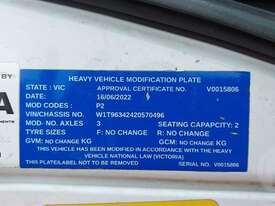 HEAVY VEHICLE MODIFICATION PLATE
STATE : VIC APPROVAL CERTIFICATE NO. V0015806
DATE : 18/06/2022
MOD CODES : P2
VIN/CHASSIS NO. W1T96342420570496
MOD NO. AXLES 3 SEATING CAPACITY: 2
TYRE SIZES F: NO CHANGE R: NO CHANGE
GVM: NO CHANGE KG GCM: NO CHANGE KG
THIS VEHICLE HAS BEEN MODIFIED IN ACCORDANCE WITH THE HEAVY
VEHICLE NATIONAL LAW (VICTORIA)
THIS PLATE/LABEL NOT TO BE REMOVED SERIAL NO. V0015806
BY
A